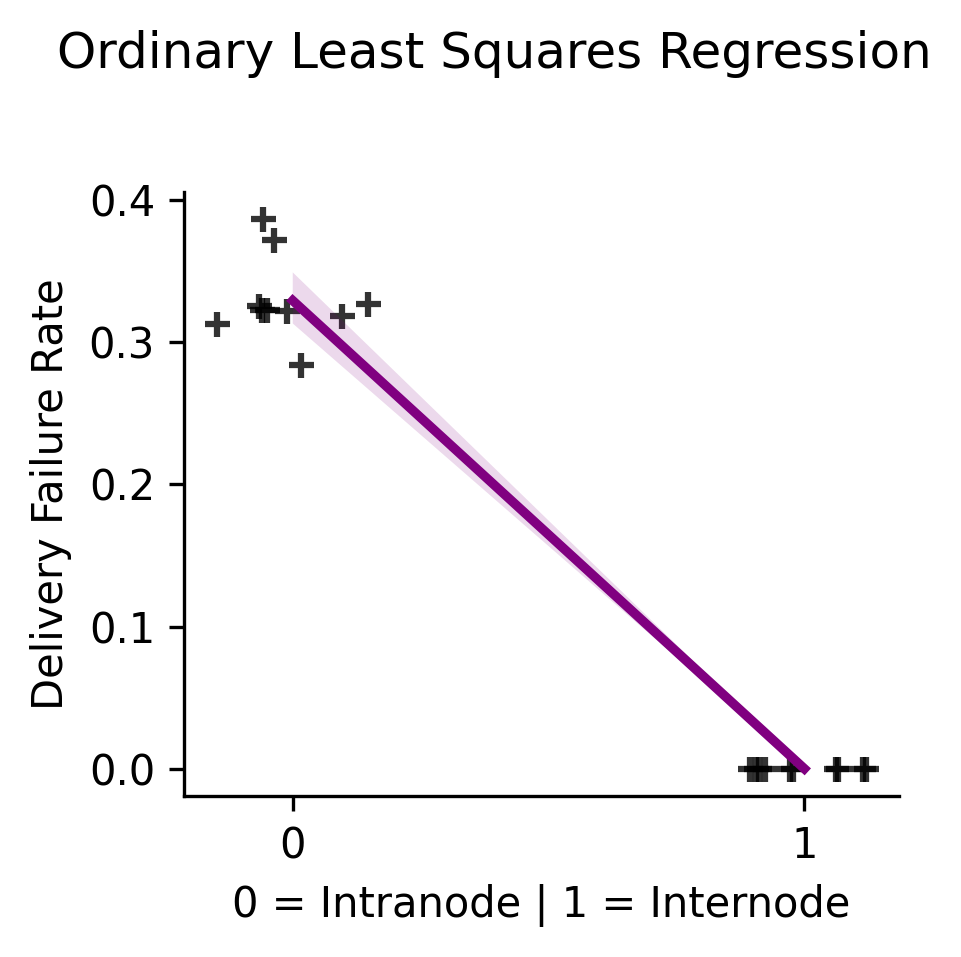 Ordinary Least Squares Regression
Delivery Failure Rate
0.4
0.3
0.2
0.1
0.0
0
1
0 = Intranode | 1 = Internode